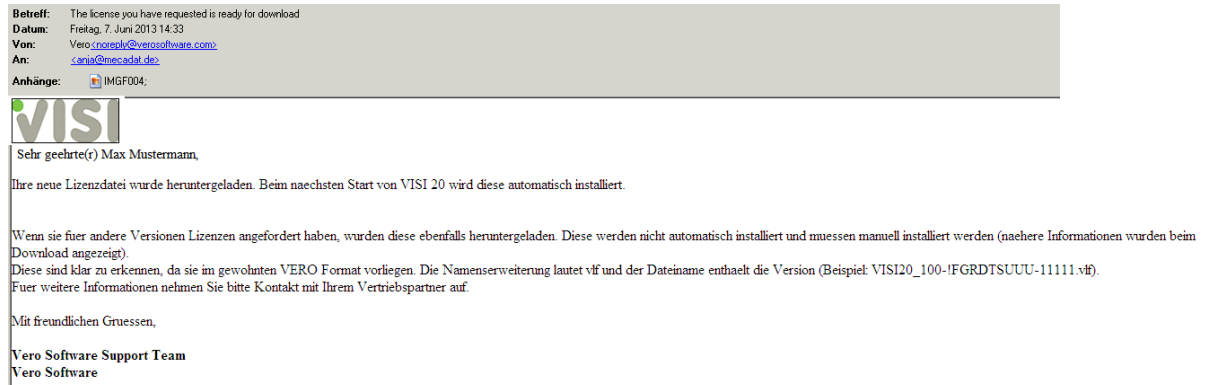 Betreff: The license you have requested is ready for download
Datum: Freitag, 7. Juni 2013 14:33
Von: Vero<noreply@verosoftware.com>
An: <anja@mecadat.de>
Anhänge: IMGF004;
VISI
Sehr geehrte(r) Max Mustermann,
Ihre neue Lizenzdatei wurde heruntergeladen. Beim naechsten Start von VISI 20 wird diese automatisch installiert.
Wenn sie fuer andere Versionen Lizenzen angefordert haben, wurden diese ebenfalls heruntergeladen. Diese werden nicht automatisch installiert und muessen manuell installiert werden (naehere Informationen wurden beim
Download angezeigt).
Diese sind klar zu erkennen, da sie im gewohnten VERO Format vorliegen. Die Namenserweiterung lautet vlf und der Dateiname enthaelt die Version (Beispiel: VISI20_100-!FGRDTSUUU-11111.vlf).
Fuer weitere Informationen nehmen Sie bitte Kontakt mit Ihrem Vertriebspartner auf.
Mit freundlichen Gruessen,
Vero Software Support Team
Vero Software